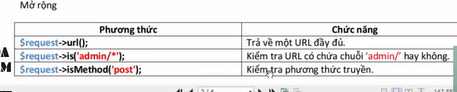 Mở rộng
Phương thức Chức năng
$request->url(); Trả về một URL đầy đủ.
$request->is('admin/*'); Kiểm tra URL có chứa chuỗi 'admin/' hay không.
$request->isMethod('post'); Kiểm tra phương thức truyền.